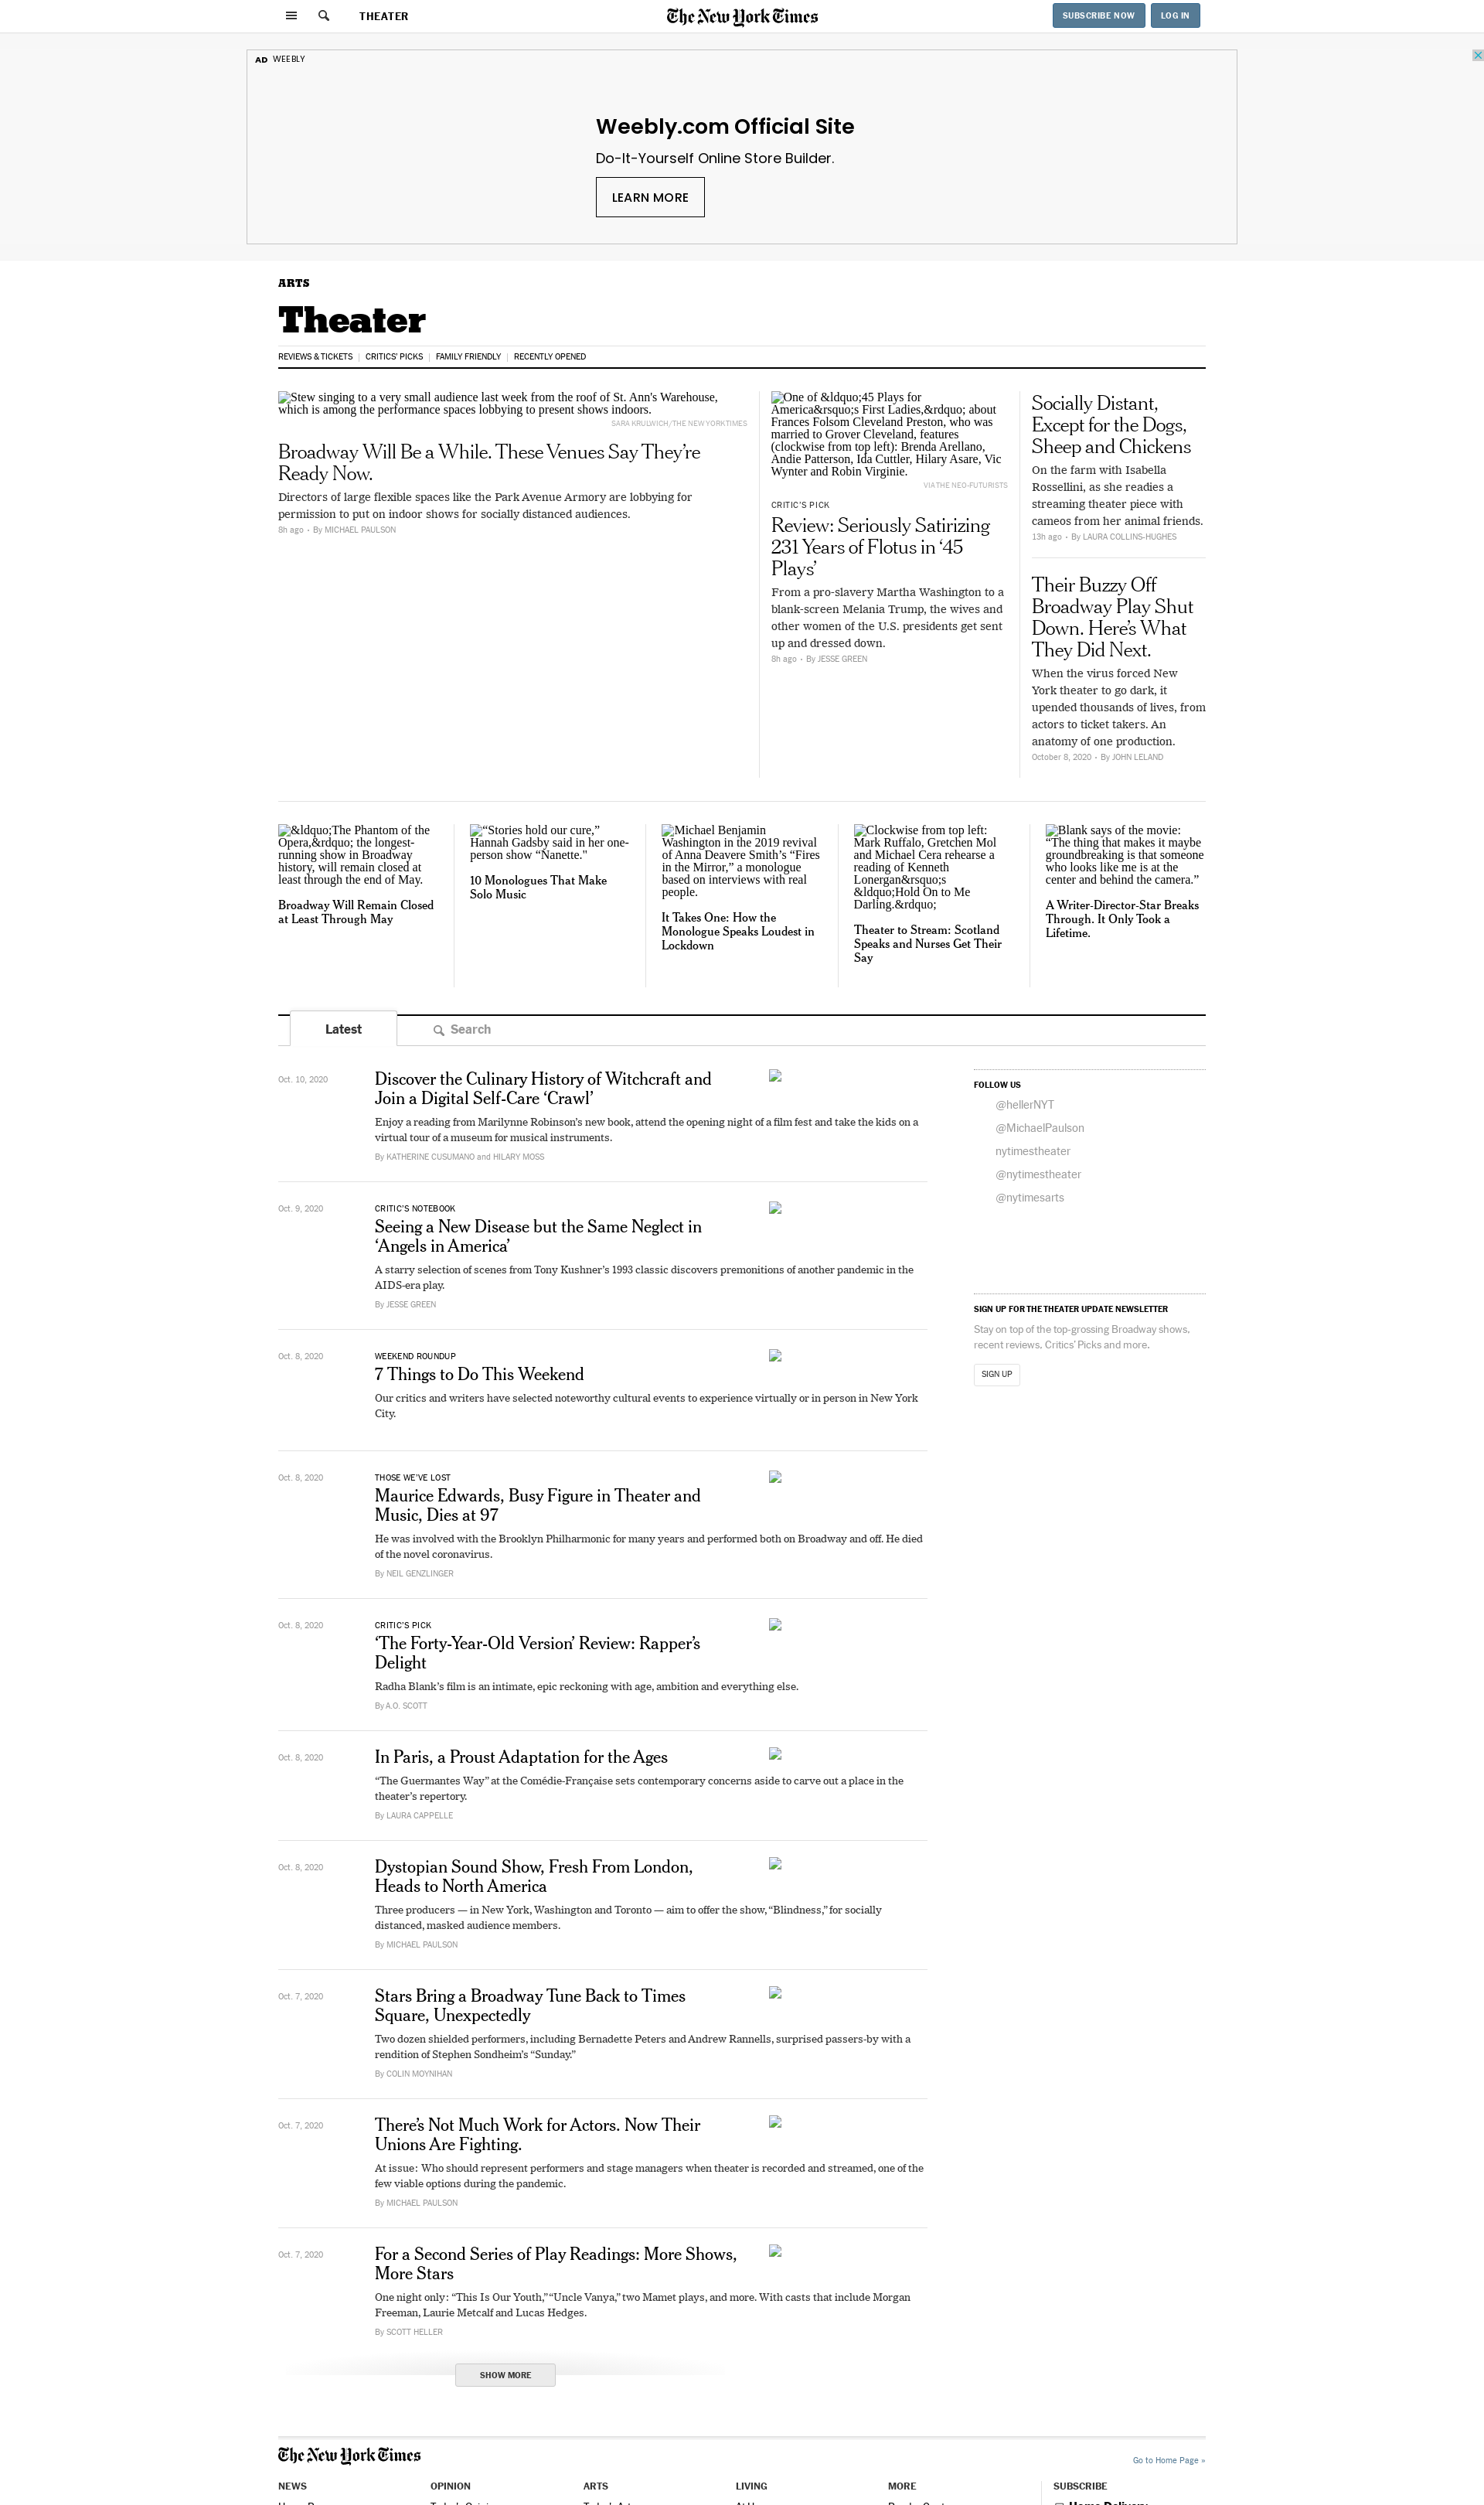 THEATER
The New York Times
SUBSCRIBE NOW
LOG IN
AD WEEBLY
Weebly.com Official Site
Do-It-Yourself Online Store Builder.
LEARN MORE
ARTS
Theater
REVIEWS & TICKETS
CRITICS' PICKS
FAMILY FRIENDLY
RECENTLY OPENED
Stew singing to a very small audience last week from the roof of St. Ann's Warehouse,
which is among the performance spaces lobbying to present shows indoors.
SARA KRULWICH/THE NEW YORK TIMES
Broadway Will Be a While. These Venues Say They’re
Ready Now.
Directors of large flexible spaces like the Park Avenue Armory are lobbying for
permission to put on indoor shows for socially distanced audiences.
8h ago • By MICHAEL PAULSON
One of &ldquo;45 Plays for
America&rsquo;s First Ladies,&rdquo; about
Frances Folsom Cleveland Preston, who was
married to Grover Cleveland, features
(clockwise from top left): Brenda Arellano,
Andie Patterson, Ida Cuttler, Hilary Asare, Vic
Wynter and Robin Virginie.
VIA THE NEO-FUTURISTS
CRITIC’S PICK
Review: Seriously Satirizing
231 Years of Flotus in ‘45
Plays’
From a pro-slavery Martha Washington to a
blank-screen Melania Trump, the wives and
other women of the U.S. presidents get sent
up and dressed down.
8h ago • By JESSE GREEN
Socially Distant,
Except for the Dogs,
Sheep and Chickens
On the farm with Isabella
Rossellini, as she readies a
streaming theater piece with
cameos from her animal friends.
13h ago • By LAURA COLLINS-HUGHES
Their Buzzy Off
Broadway Play Shut
Down. Here’s What
They Did Next.
When the virus forced New
York theater to go dark, it
upended thousands of lives, from
actors to ticket takers. An
anatomy of one production.
October 8, 2020 • By JOHN LELAND
&ldquo;The Phantom of the
Opera,&rdquo; the longest-
running show in Broadway
history, will remain closed at
least through the end of May.
Broadway Will Remain Closed
at Least Through May
“Stories hold our cure,”
Hannah Gadsby said in her one-
person show “Nanette."
10 Monologues That Make
Solo Music
Michael Benjamin
Washington in the 2019 revival
of Anna Deavere Smith’s “Fires
in the Mirror,” a monologue
based on interviews with real
people.
It Takes One: How the
Monologue Speaks Loudest in
Lockdown
Clockwise from top left:
Mark Ruffalo, Gretchen Mol
and Michael Cera rehearse a
reading of Kenneth
Lonergan&rsquo;s
&ldquo;Hold On to Me
Darling.&rdquo;
Theater to Stream: Scotland
Speaks and Nurses Get Their
Say
Blank says of the movie:
“The thing that makes it maybe
groundbreaking is that someone
who looks like me is at the
center and behind the camera.”
A Writer-Director-Star Breaks
Through. It Only Took a
Lifetime.
Latest
Search
Oct. 10, 2020
Discover the Culinary History of Witchcraft and
Join a Digital Self-Care ‘Crawl’
Enjoy a reading from Marilynne Robinson’s new book, attend the opening night of a film fest and take the kids on a
virtual tour of a museum for musical instruments.
By KATHERINE CUSUMANO and HILARY MOSS
Oct. 9, 2020
CRITIC’S NOTEBOOK
Seeing a New Disease but the Same Neglect in
‘Angels in America’
A starry selection of scenes from Tony Kushner’s 1993 classic discovers premonitions of another pandemic in the
AIDS-era play.
By JESSE GREEN
Oct. 8, 2020
WEEKEND ROUNDUP
7 Things to Do This Weekend
Our critics and writers have selected noteworthy cultural events to experience virtually or in person in New York
City.
Oct. 8, 2020
THOSE WE’VE LOST
Maurice Edwards, Busy Figure in Theater and
Music, Dies at 97
He was involved with the Brooklyn Philharmonic for many years and performed both on Broadway and off. He died
of the novel coronavirus.
By NEIL GENZLINGER
Oct. 8, 2020
CRITIC’S PICK
‘The Forty-Year-Old Version’ Review: Rapper’s
Delight
Radha Blank’s film is an intimate, epic reckoning with age, ambition and everything else.
By A.O. SCOTT
Oct. 8, 2020
In Paris, a Proust Adaptation for the Ages
“The Guermantes Way” at the Comédie-Française sets contemporary concerns aside to carve out a place in the
theater’s repertory.
By LAURA CAPPELLE
Oct. 8, 2020
Dystopian Sound Show, Fresh From London,
Heads to North America
Three producers — in New York, Washington and Toronto — aim to offer the show, “Blindness,” for socially
distanced, masked audience members.
By MICHAEL PAULSON
Oct. 7, 2020
Stars Bring a Broadway Tune Back to Times
Square, Unexpectedly
Two dozen shielded performers, including Bernadette Peters and Andrew Rannells, surprised passers-by with a
rendition of Stephen Sondheim’s “Sunday.”
By COLIN MOYNIHAN
Oct. 7, 2020
There’s Not Much Work for Actors. Now Their
Unions Are Fighting.
At issue: Who should represent performers and stage managers when theater is recorded and streamed, one of the
few viable options during the pandemic.
By MICHAEL PAULSON
Oct. 7, 2020
For a Second Series of Play Readings: More Shows,
More Stars
One night only: “This Is Our Youth,” “Uncle Vanya,” two Mamet plays, and more. With casts that include Morgan
Freeman, Laurie Metcalf and Lucas Hedges.
By SCOTT HELLER
SHOW MORE
FOLLOW US
@hellerNYT
@MichaelPaulson
nytimestheater
@nytimestheater
@nytimesarts
SIGN UP FOR THE THEATER UPDATE NEWSLETTER
Stay on top of the top-grossing Broadway shows,
recent reviews, Critics’ Picks and more.
SIGN UP
The New York Times
Go to Home Page »
NEWS
OPINION
ARTS
LIVING
MORE
SUBSCRIBE